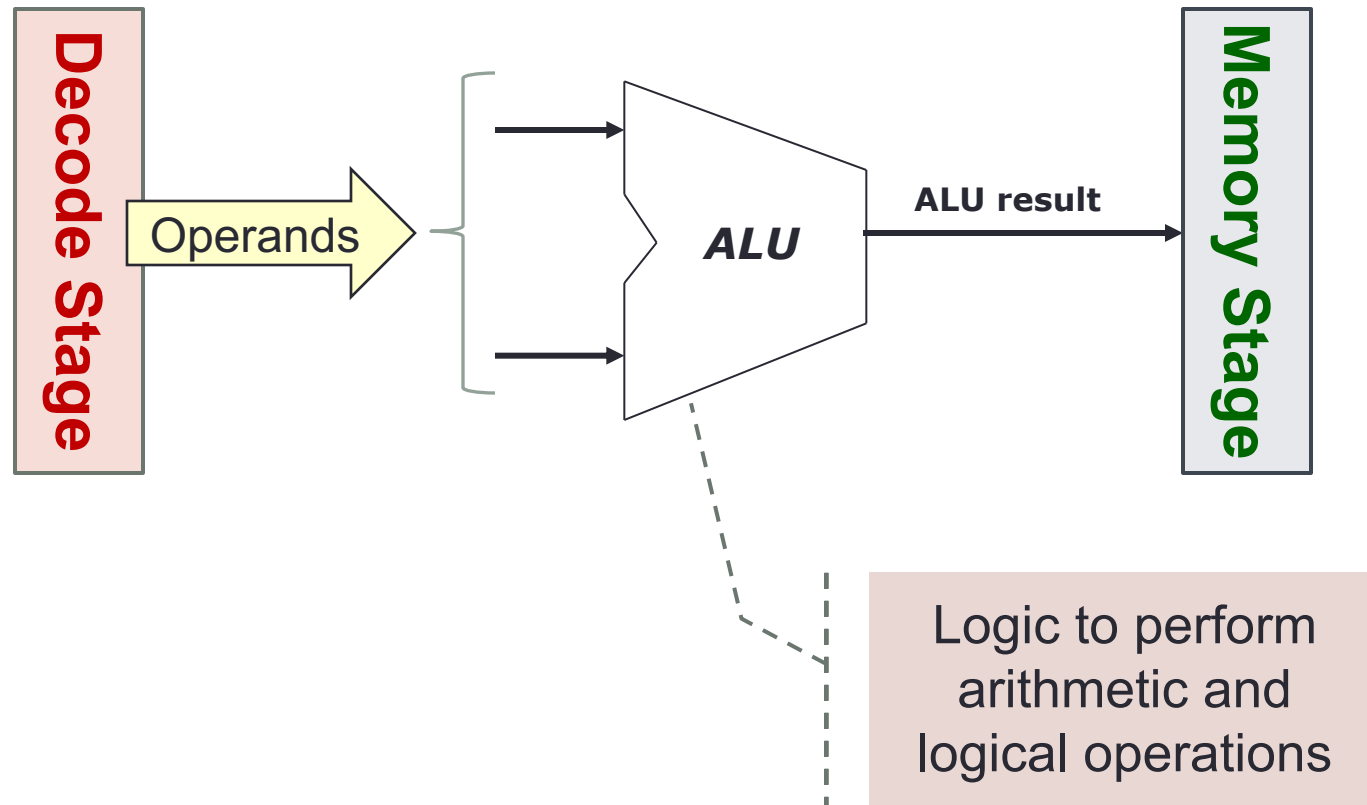 Decode Stage
Operands
ALU
ALU result
Memory Stage
Logic to perform
arithmetic and
logical operations